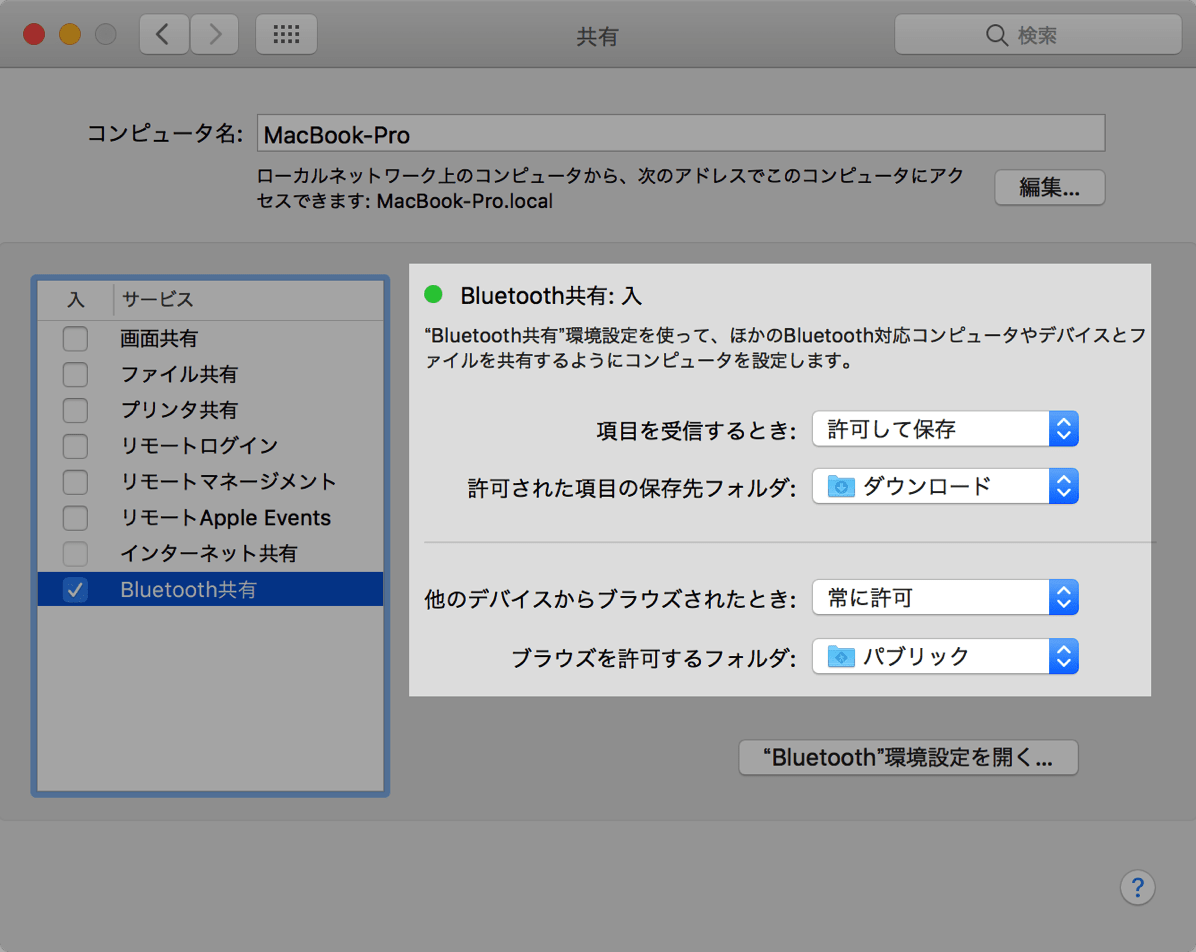 共有
検索
コンピュータ名: MacBook-Pro
ローカルネットワーク上のコンピュータから、次のアドレスでこのコンピュータにアク
セスできます: MacBook-Pro.local
編集...
入 サービス
画面共有
ファイル共有
プリンタ共有
リモートログイン
リモートマネージメント
リモートApple Events
インターネット共有
Bluetooth共有
Bluetooth共有: 入
“Bluetooth共有”環境設定を使って、ほかのBluetooth対応コンピュータやデバイスとフ
ァイルを共有するようにコンピュータを設定します。
項目を受信するとき: 許可して保存
許可された項目の保存先フォルダ: ダウンロード
他のデバイスからブラウズされたとき: 常に許可
ブラウズを許可するフォルダ: パブリック
“Bluetooth”環境設定を開く...
?